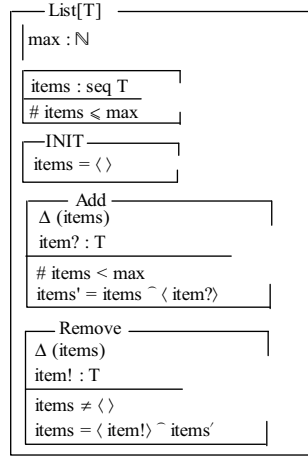 List[T]
max : ℕ
items : seq T
# items ⩽ max
INIT
items = ⟨ ⟩
Add
Δ (items)
item? : T
# items < max
items' = items ⌢ ⟨ item?⟩
Remove
Δ (items)
item! : T
items ≠ ⟨ ⟩
items = ⟨ item!⟩ ⌢ items′